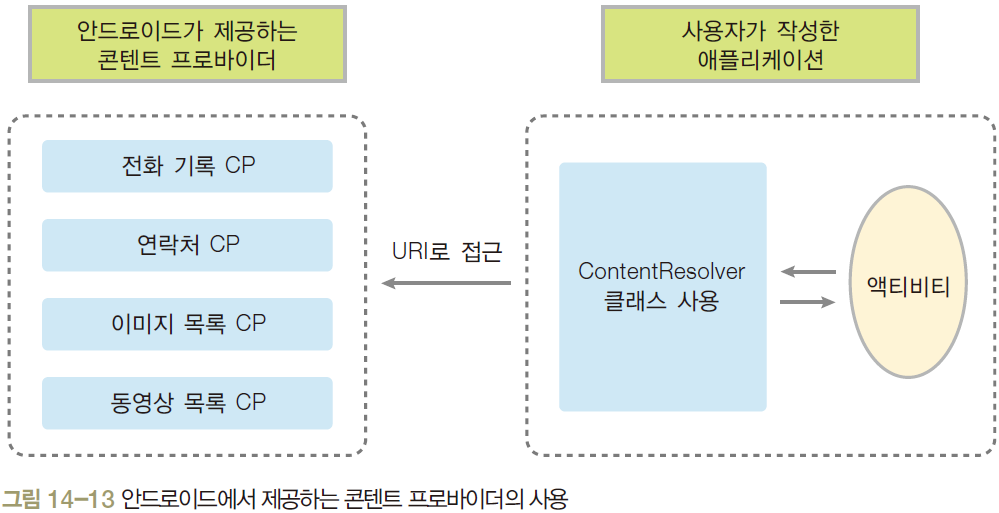 안드로이드가 제공하는
콘텐트 프로바이더
사용자가 작성한
애플리케이션
전화 기록 CP
연락처 CP
이미지 목록 CP
동영상 목록 CP
URI로 접근
ContentResolver
클래스 사용
액티비티
그림 14-13 안드로이드에서 제공하는 콘텐트 프로바이더의 사용